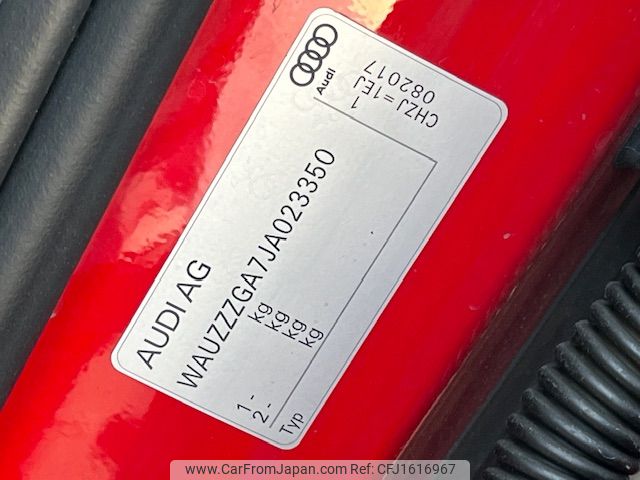 AUDI AG
WAUZZZGA7JA023350
kg
kg
1- kg
2- kg
Typ
Audi
1
CHZJ = 1EJ
082017
www.CarFromJapan.com | ref:CFJ1616967